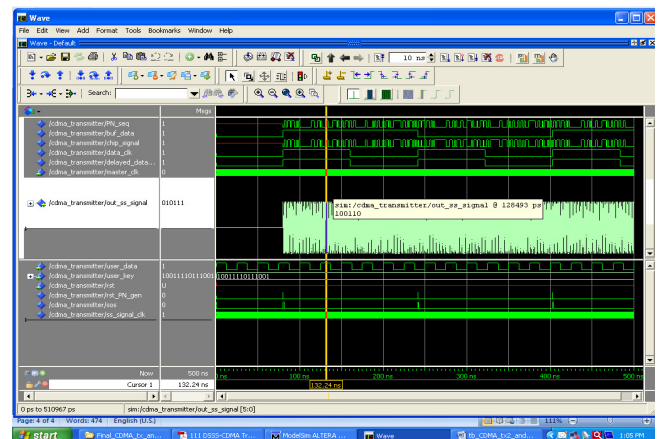 Wave
File Edit View Add Format Tools Bookmarks Window Help
Wave - Default
10 ns
Search:
Msgs
/cdma_transmitter/PN_seq 1
/cdma_transmitter/buf_data 1
/cdma_transmitter/chip_signal 1
/cdma_transmitter/data_clk 1
/cdma_transmitter/delayed_data... 1
/cdma_transmitter/master_clk 0
/cdma_transmitter/out_ss_signal 010111
sim:/cdma_transmitter/out_ss_signal @ 128493 ps
100110
/cdma_transmitter/user_data 1
/cdma_transmitter/user_key 10011110111001 10011110111001
/cdma_transmitter/rst U
/cdma_transmitter/rst_PN_gen 0
/cdma_transmitter/sos 0
/cdma_transmitter/ss_signal_clk 1
Now 500 ns
ns 100 ns 200 ns 300 ns 400 ns 500 ns
Cursor 1 132.24 ns 132.24 ns
0 ps to 510967 ps sim:/cdma_transmitter/out_ss_signal [5:0]
Page: 4 of 4 Words: 474 English (U.S.) 111%
start Final_CDMA_tx_an... 111 DSSS-CDMA Tr... ModelSim ALTERA ... Wave tb_CDMA_tx2_and... 1:05 PM